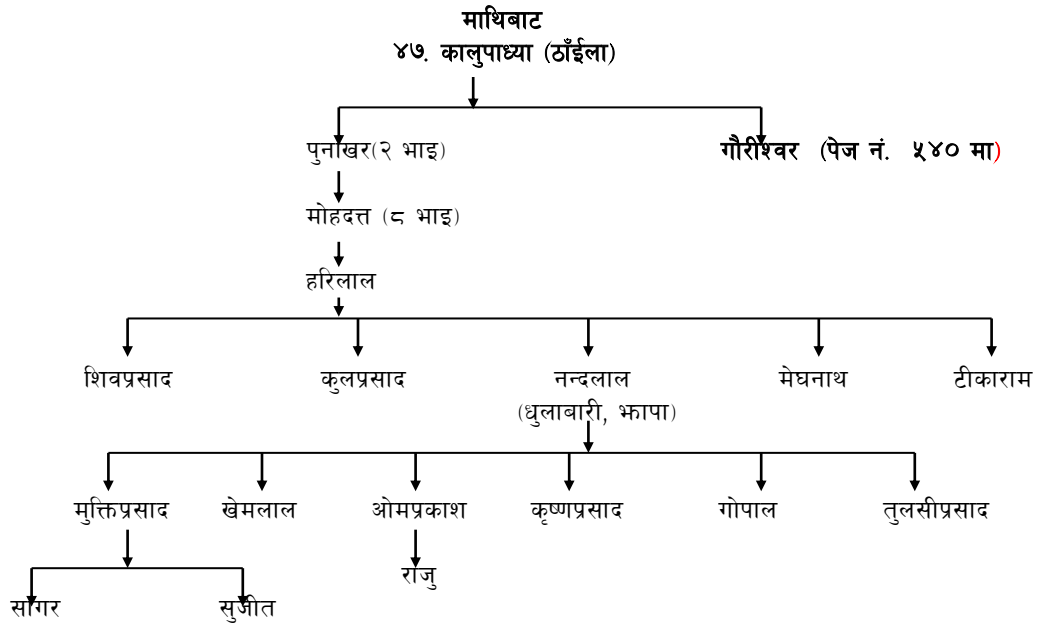 माथिबाट
४७. कालुपाध्या (ठाँईला)
पुनाखर(२ भाइ) गौरीश्वर (पेज नं. ५४० मा)
मोहदत्त (८ भाइ)
हरिलाल
शिवप्रसाद कुलप्रसाद नन्दलाल मेघनाथ टीकाराम
(धुलाबारी, झापा)
मुक्तिप्रसाद खेमलाल ओमप्रकाश कृष्णप्रसाद गोपाल तुलसीप्रसाद
राजु
सागर सुजीत